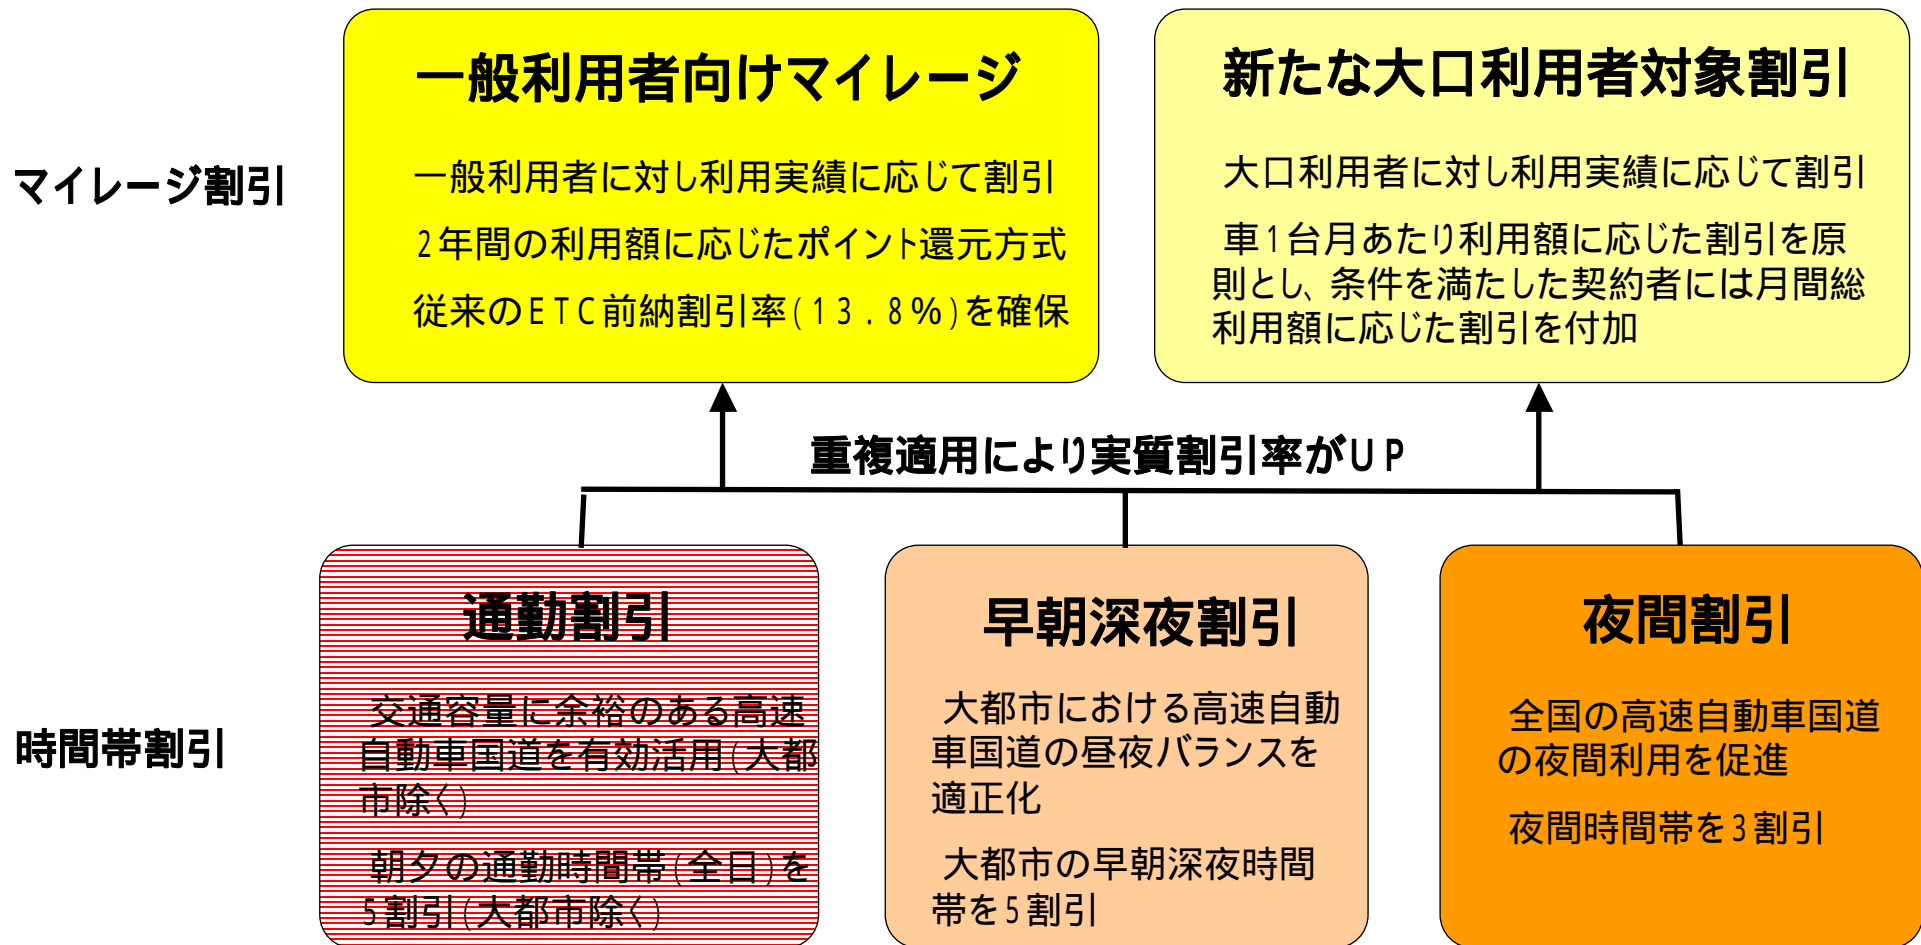 マイレージ割引
一般利用者向けマイレージ
一般利用者に対し利用実績に応じて割引
2年間の利用額に応じたポイント還元方式
従来のETC前納割引率(13.8%)を確保
新たな大口利用者対象割引
大口利用者に対し利用実績に応じて割引
車1台月あたり利用額に応じた割引を原
則とし、条件を満たした契約者には月間総
利用額に応じた割引を付加
重複適用により実質割引率がUP
時間帯割引
通勤割引
交通容量に余裕のある高速
自動車国道を有効活用(大都
市除く)
朝夕の通勤時間帯(全日)を
5割引(大都市除く)
早朝深夜割引
大都市における高速自動
車国道の昼夜バランスを
適正化
大都市の早朝深夜時間
帯を5割引
夜間割引
全国の高速自動車国道
の夜間利用を促進
夜間時間帯を3割引